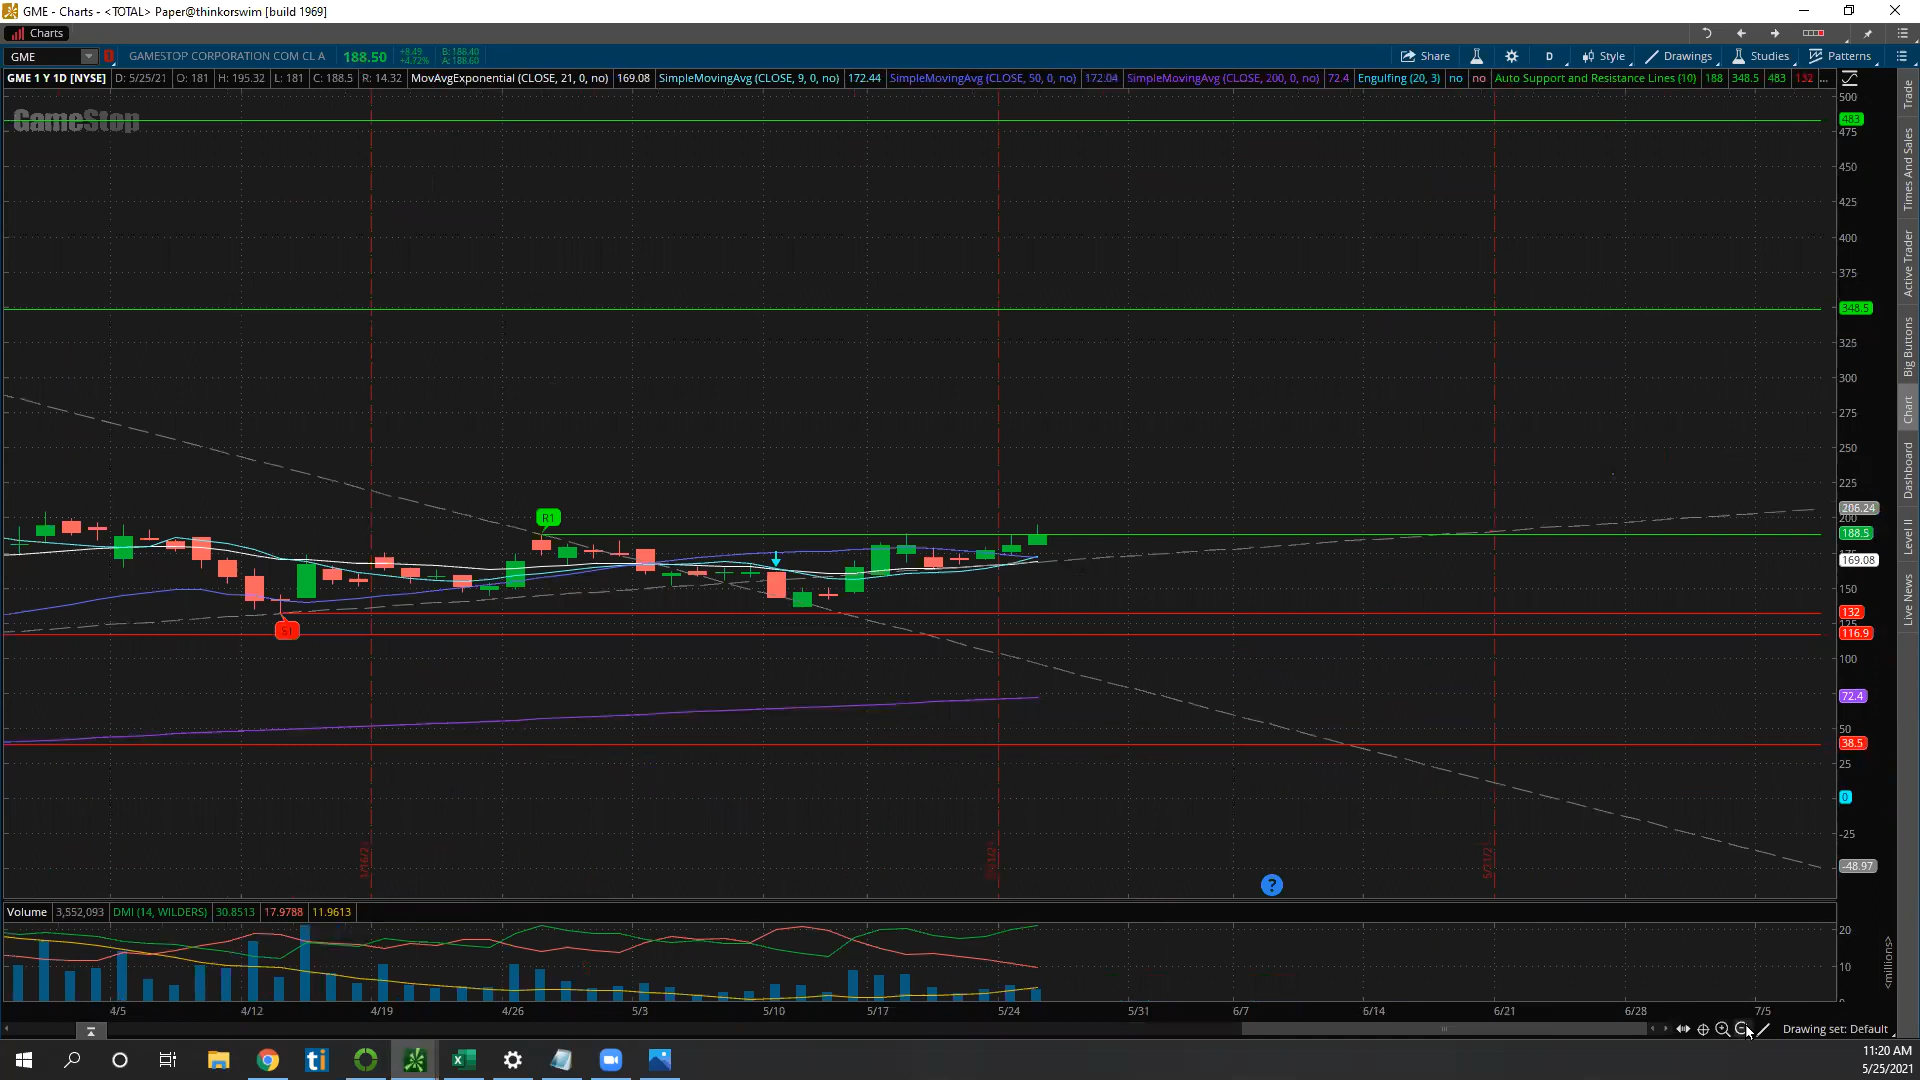 GME - Charts - <TOTAL> Paper@thinkorswim [build 1969]
Charts
GME
GAMESTOP CORPORATION COM CL A 188.50 +8.49 +4.72% B: 188.40 A: 188.60
Share D Style Drawings Studies Patterns
GME 1 Y 1D [NYSE] D: 5/25/21 O: 181 H: 195.32 L: 181 C: 188.5 R: 14.32 MovAvgExponential (CLOSE, 21, 0, no) 169.08 SimpleMovingAvg (CLOSE, 9, 0, no) 172.44 SimpleMovingAvg (CLOSE, 50, 0, no) 172.04 SimpleMovingAvg (CLOSE, 200, 0, no) 72.4 Engulfing (20, 3) no no Auto Support and Resistance Lines (10) 188 348.5 483 132 ...
GameStop
500
483
475
450
425
400
375
348.5
325
300
275
250
225
206.24
200
188.5
169.08
150
132
125
116.9
100
72.4
50
38.5
25
0
-25
-48.97
R1
S1
?
Trade
Times And Sales
Active Trader
Big Buttons
Chart
Dashboard
Level II
Live News
Volume 3,552,093 DMI (14, WILDERS) 30.8513 17.9788 11.9613
20
10
<millions>
4/5 4/12 4/19 4/26 5/3 5/10 5/17 5/24 5/31 6/7 6/14 6/21 6/28 7/5
Drawing set: Default
11:20 AM
5/25/2021